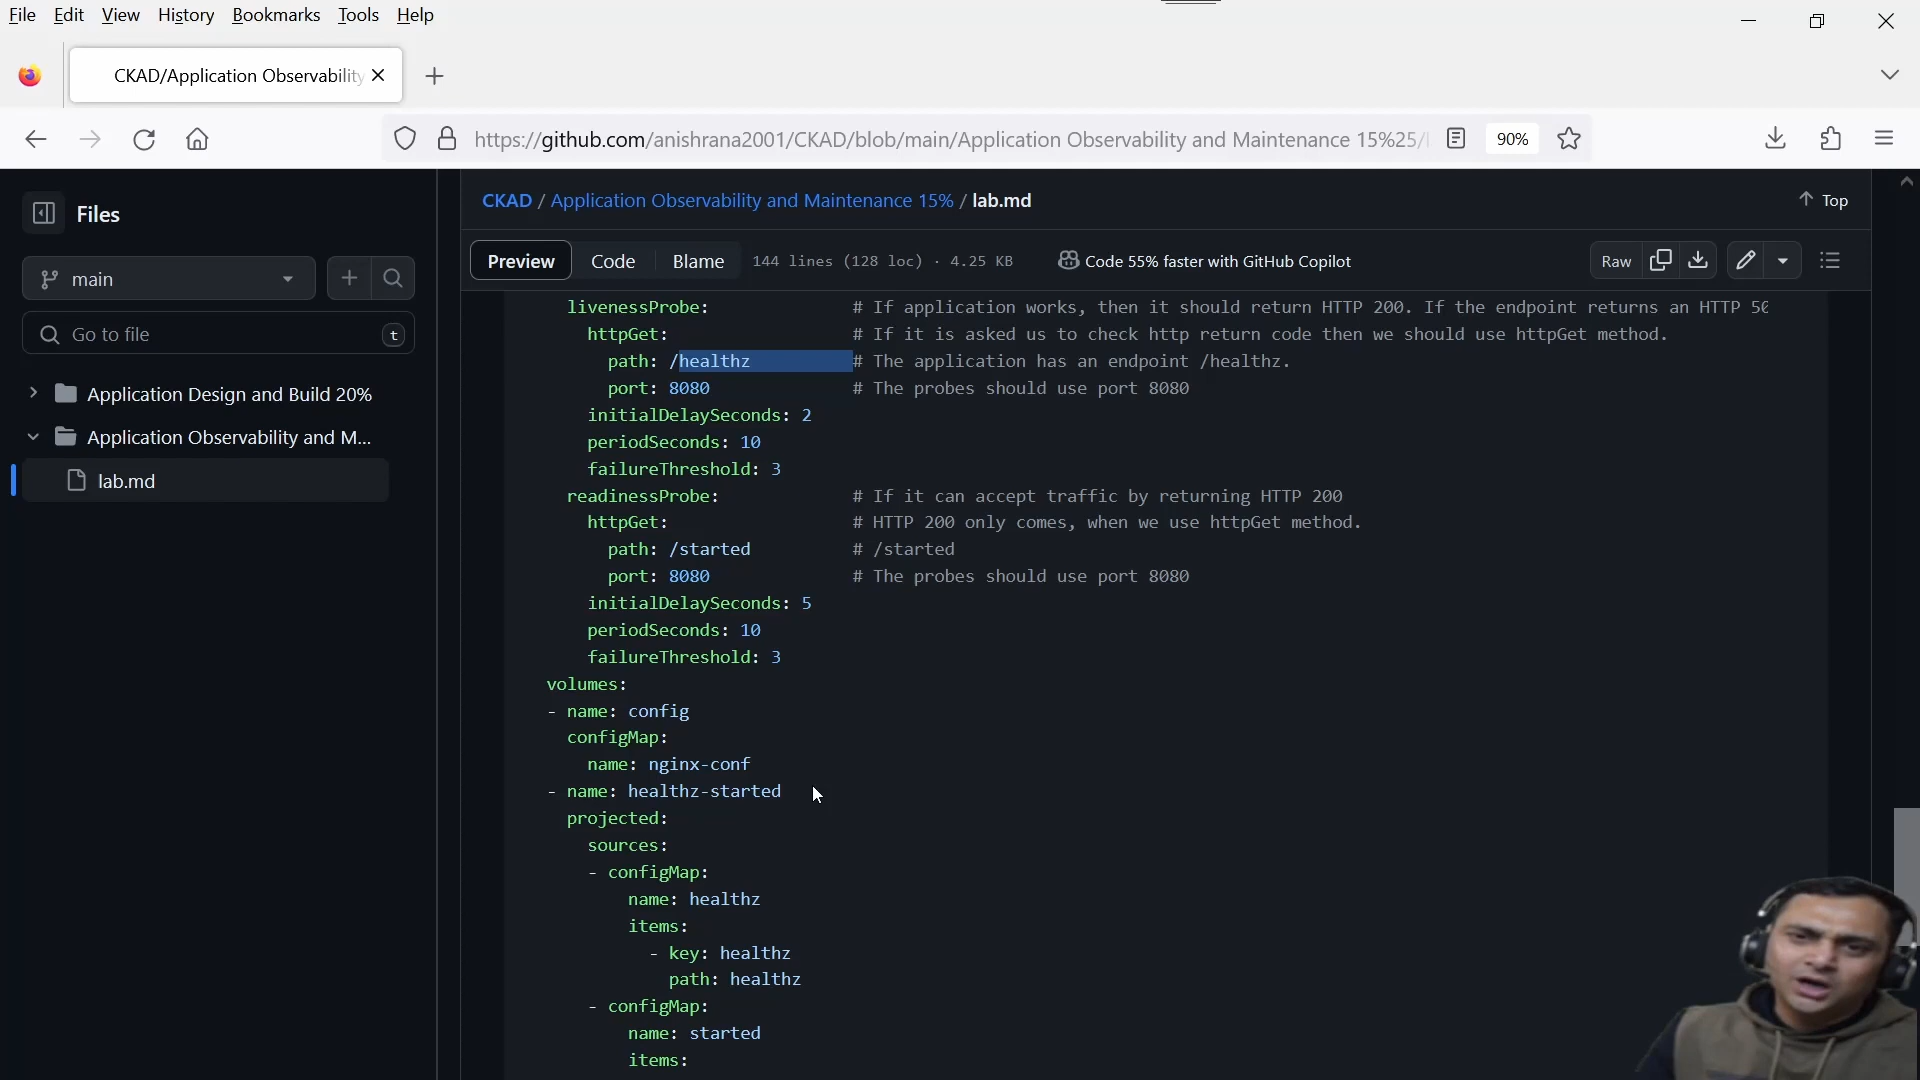 File Edit View History Bookmarks Tools Help
CKAD/Application Observability
https://github.com/anishrana2001/CKAD/blob/main/Application Observability and Maintenance 15%25/
90%
Files
CKAD / Application Observability and Maintenance 15% / lab.md
Top
main
Preview Code Blame 144 lines (128 loc) · 4.25 KB Code 55% faster with GitHub Copilot Raw
Go to file t
Application Design and Build 20%
Application Observability and M...
lab.md
livenessProbe: # If application works, then it should return HTTP 200. If the endpoint returns an HTTP 50
httpGet: # If it is asked us to check http return code then we should use httpGet method.
path: /healthz # The application has an endpoint /healthz.
port: 8080 # The probes should use port 8080
initialDelaySeconds: 2
periodSeconds: 10
failureThreshold: 3
readinessProbe: # If it can accept traffic by returning HTTP 200
httpGet: # HTTP 200 only comes, when we use httpGet method.
path: /started # /started
port: 8080 # The probes should use port 8080
initialDelaySeconds: 5
periodSeconds: 10
failureThreshold: 3
volumes:
- name: config
configMap:
name: nginx-conf
- name: healthz-started
projected:
sources:
- configMap:
name: healthz
items:
- key: healthz
path: healthz
- configMap:
name: started
items: